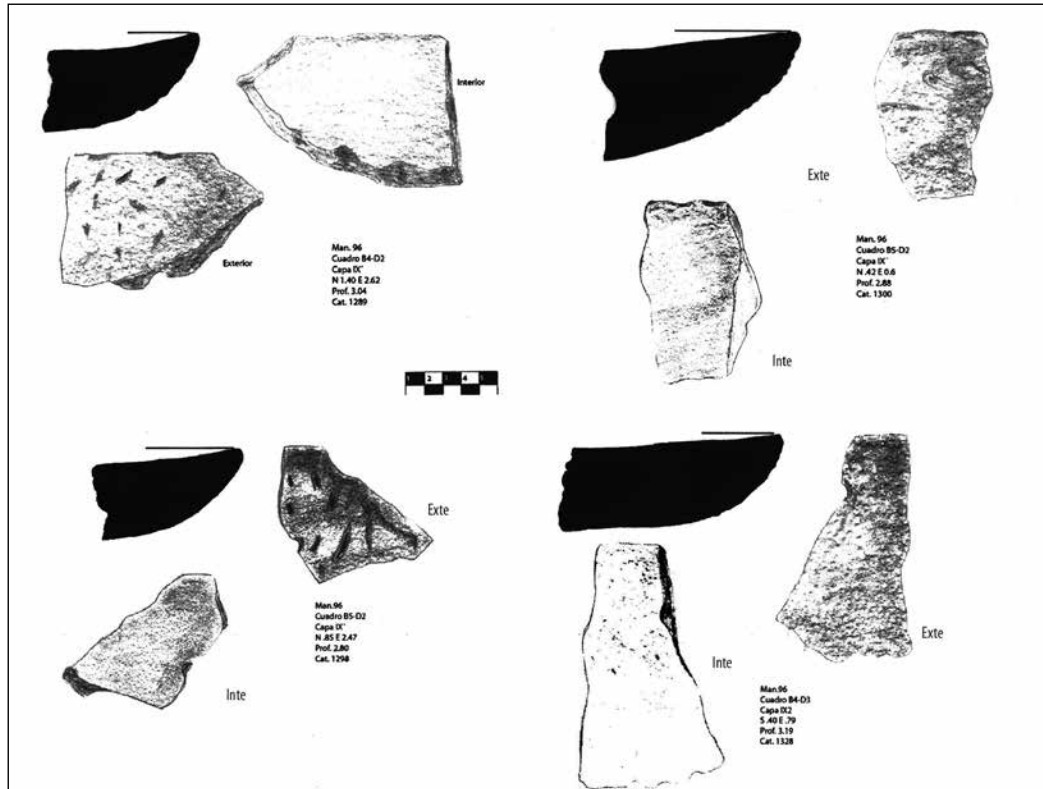 Interior
Exterior
Man. 96
Cuadro B4-D2
Capa IX¨
N 1.40 E 2.62
Prof. 3.04
Cat. 1289
Exte
Inte
Man. 96
Cuadro B5-D2
Capa IX¨
N .42 E 0.6
Prof. 2.88
Cat. 1300
2 4
Exte
Inte
Man.96
Cuadro B5-D2
Capa IX¨
N .85 E 2.47
Prof. 2.80
Cat. 1298
Exte
Inte
Man.96
Cuadro B4-D3
Capa IX2
S .40 E .79
Prof. 3.19
Cat. 1328